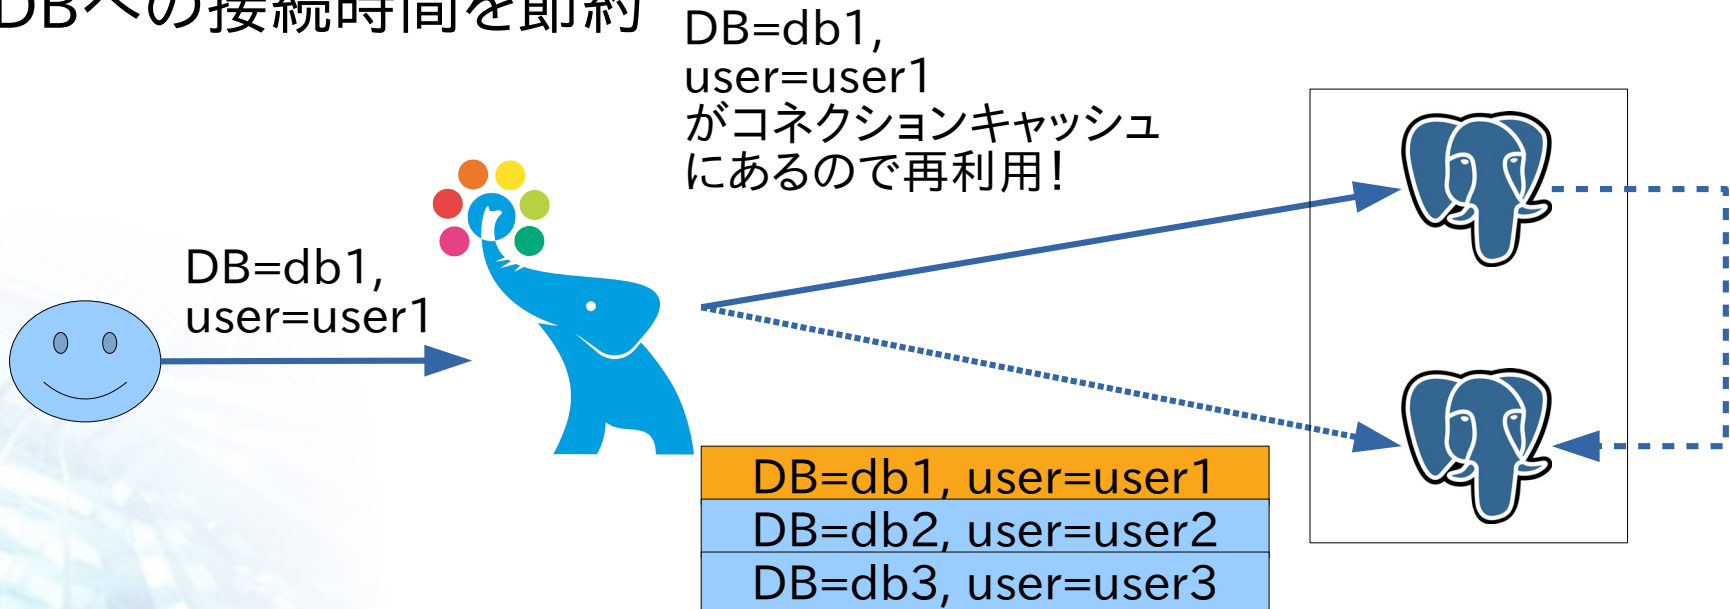 DBへの接続時間を節約
DB=db1,
user=user1
がコネクションキャッシュ
にあるので再利用！
DB=db1,
user=user1
DB=db1, user=user1
DB=db2, user=user2
DB=db3, user=user3